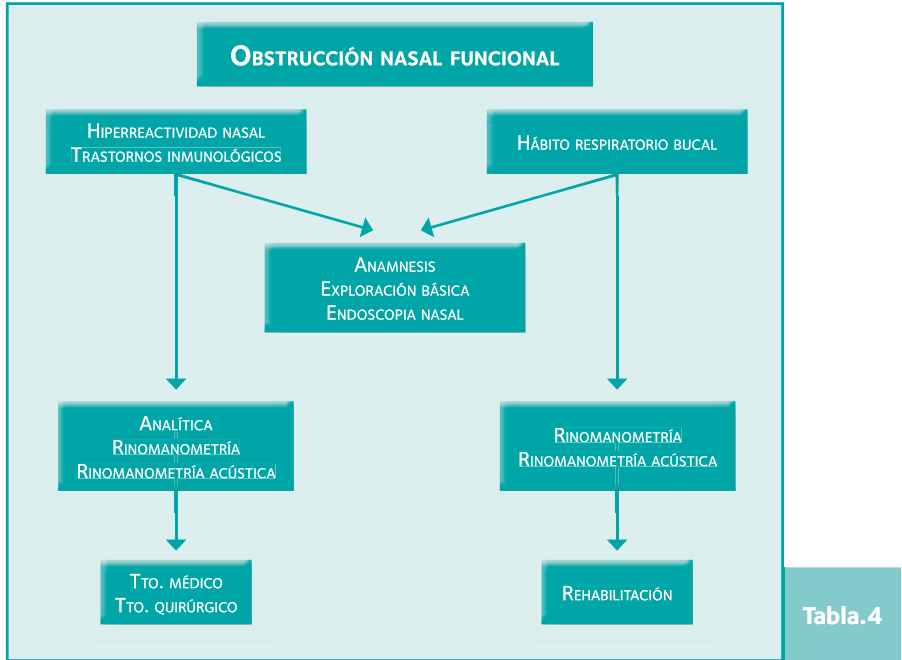 Obstrucción nasal funcional
Hiperreactividad nasal
Trastornos inmunológicos
Hábito respiratorio bucal
Anamnesis
Exploración básica
Endoscopia nasal
Analítica
Rinomanometría
Rinomanometría acústica
Rinomanometría
Rinomanometría acústica
Tto. médico
Tto. quirúrgico
Rehabilitación
Tabla.4